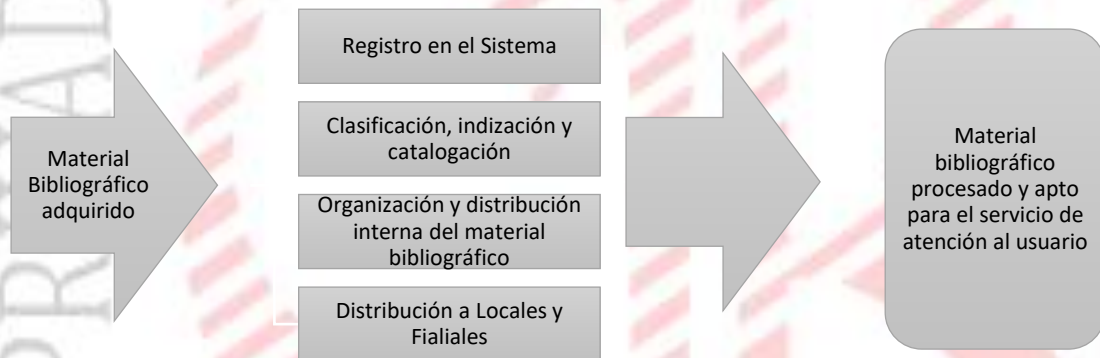 Material
Bibliográfico
adquirido
Registro en el Sistema
Clasificación, indización y
catalogación
Organización y distribución
interna del material
bibliográfico
Distribución a Locales y
Fialiales
Material
bibliográfico
procesado y apto
para el servicio de
atención al usuario